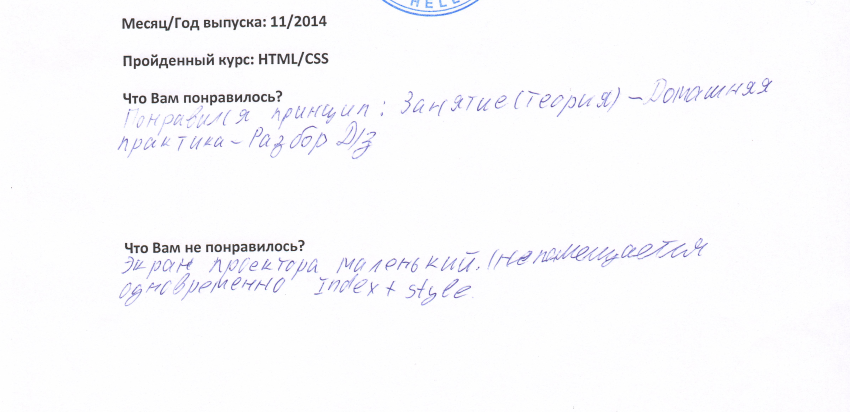 HELL
Месяц/Год выпуска: 11/2014
Пройденный курс: HTML/CSS
Что Вам понравилось?
Понравился принцип: Занятие (теория) – Домашняя
практика – Разбор Д/З
Что Вам не понравилось?
Экран проектора маленький. (не помещается
одновременно index + style.